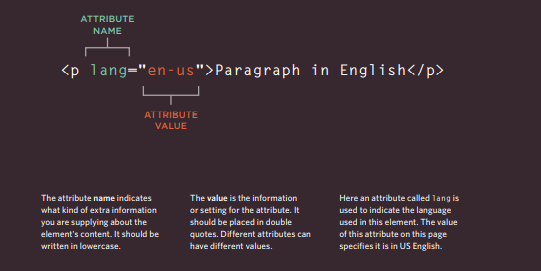 ATTRIBUTE
NAME
<p lang="en-us">Paragraph in English</p>
ATTRIBUTE
VALUE
The attribute name indicates
what kind of extra information
you are supplying about the
element's content. It should be
written in lowercase.
The value is the information
or setting for the attribute. It
should be placed in double
quotes. Different attributes can
have different values.
Here an attribute called lang is
used to indicate the language
used in this element. The value
of this attribute on this page
specifies it is in US English.